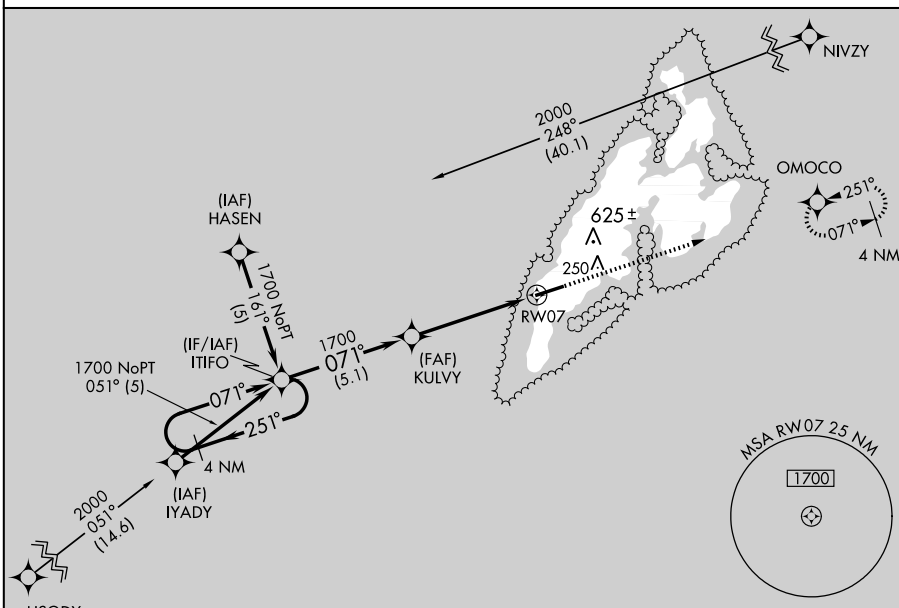 NIVZY
2000
248°
(40.1)
OMOCO
251°
071°
4 NM
(IAF)
HASEN
1700 NoPT
161°
(5)
625 ±
250
RW07
(IF/IAF)
ITIFO
1700
071°
(5.1)
(FAF)
KULVY
1700 NoPT
051° (5)
071°
251°
4 NM
(IAF)
IYADY
2000
051°
(14.6)
MSA RW07 25 NM
1700